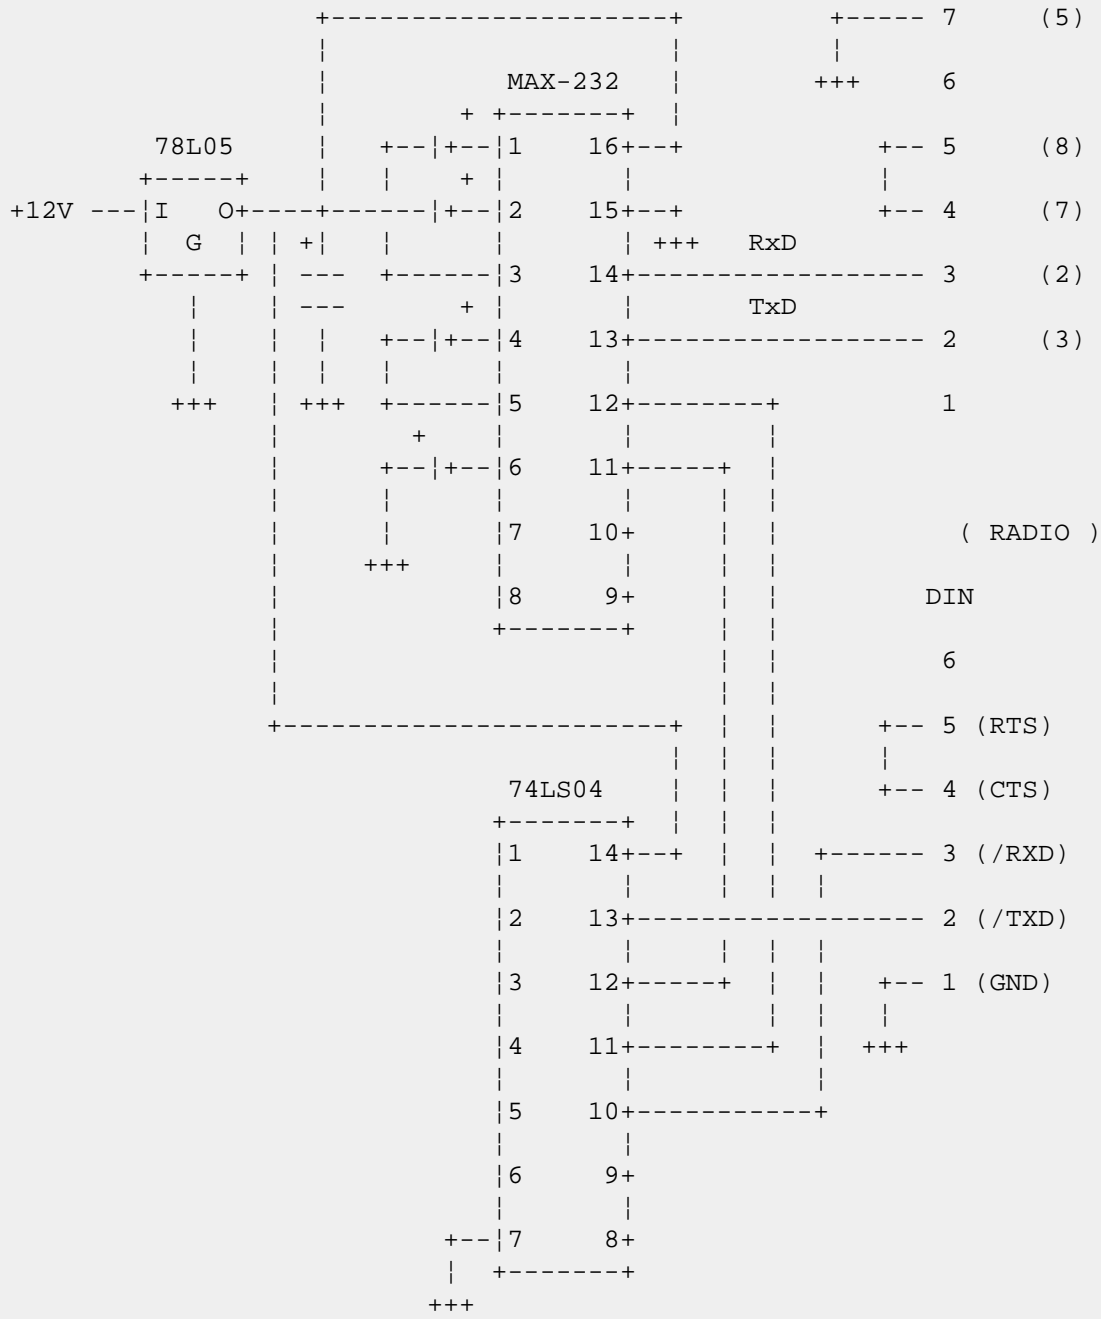 +---------------------+         +----- 7     (5)
                   ¦                     ¦         ¦
                   ¦           MAX-232   ¦        +++     6
                   ¦        + +-------+  ¦
         78L05     ¦   +--¦+--¦1    16+--+            +-- 5     (8)
        +-----+    ¦   ¦    + ¦       ¦               ¦
+12V ---¦I   O+----+------¦+--¦2    15+--+            +-- 4     (7)
        ¦  G  ¦ ¦ +¦   ¦      ¦       ¦ +++   RxD
        +-----+ ¦ ---  +------¦3    14+------------------ 3     (2)
           ¦    ¦ ---       + ¦       ¦       TxD
           ¦    ¦  ¦   +--¦+--¦4    13+------------------ 2     (3)
           ¦    ¦  ¦   ¦      ¦       ¦
          +++   ¦ +++  +------¦5    12+--------+          1
                ¦        +    ¦       ¦        ¦
                ¦      +--¦+--¦6    11+-----+  ¦
                ¦      ¦      ¦       ¦     ¦  ¦
                ¦      ¦      ¦7    10+     ¦  ¦           ( RADIO )
                ¦     +++     ¦       ¦     ¦  ¦
                ¦             ¦8     9+     ¦  ¦         DIN
                ¦             +-------+     ¦  ¦
                ¦                           ¦  ¦          6
                ¦                           ¦  ¦
                +------------------------+  ¦  ¦      +-- 5 (RTS)
                                         ¦  ¦  ¦      ¦
                               74LS04    ¦  ¦  ¦      +-- 4 (CTS)
                              +-------+  ¦  ¦  ¦
                              ¦1    14+--+  ¦  ¦  +------ 3 (/RXD)
                              ¦       ¦     ¦  ¦  ¦
                              ¦2    13+------------------ 2 (/TXD)
                              ¦       ¦     ¦  ¦  ¦
                              ¦3    12+-----+  ¦  ¦   +-- 1 (GND)
                              ¦       ¦        ¦  ¦   ¦
                              ¦4    11+--------+  ¦  +++
                              ¦       ¦           ¦
                              ¦5    10+-----------+
                              ¦       ¦
                              ¦6     9+
                              ¦       ¦
                           +--¦7     8+
                           ¦  +-------+
                          +++